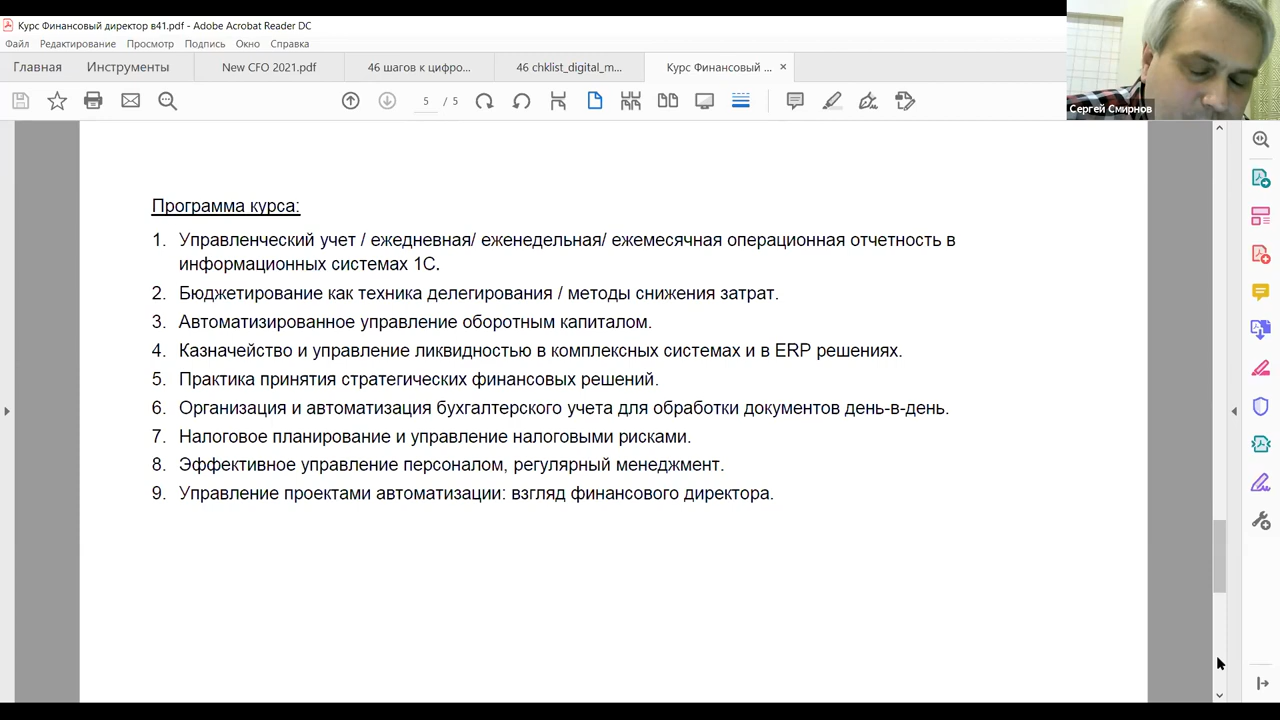 Курс Финансовый директор в41.pdf - Adobe Acrobat Reader DC
Файл Редактирование Просмотр Подпись Окно Справка
Главная Инструменты New CFO 2021.pdf 46 шагов к цифро... 46 chklist_digital_m... Курс Финансовый ... ×
5 / 5
Сергей Смирнов
Программа курса:
1. Управленческий учет / ежедневная/ еженедельная/ ежемесячная операционная отчетность в
информационных системах 1С.
2. Бюджетирование как техника делегирования / методы снижения затрат.
3. Автоматизированное управление оборотным капиталом.
4. Казначейство и управление ликвидностью в комплексных системах и в ERP решениях.
5. Практика принятия стратегических финансовых решений.
6. Организация и автоматизация бухгалтерского учета для обработки документов день-в-день.
7. Налоговое планирование и управление налоговыми рисками.
8. Эффективное управление персоналом, регулярный менеджмент.
9. Управление проектами автоматизации: взгляд финансового директора.